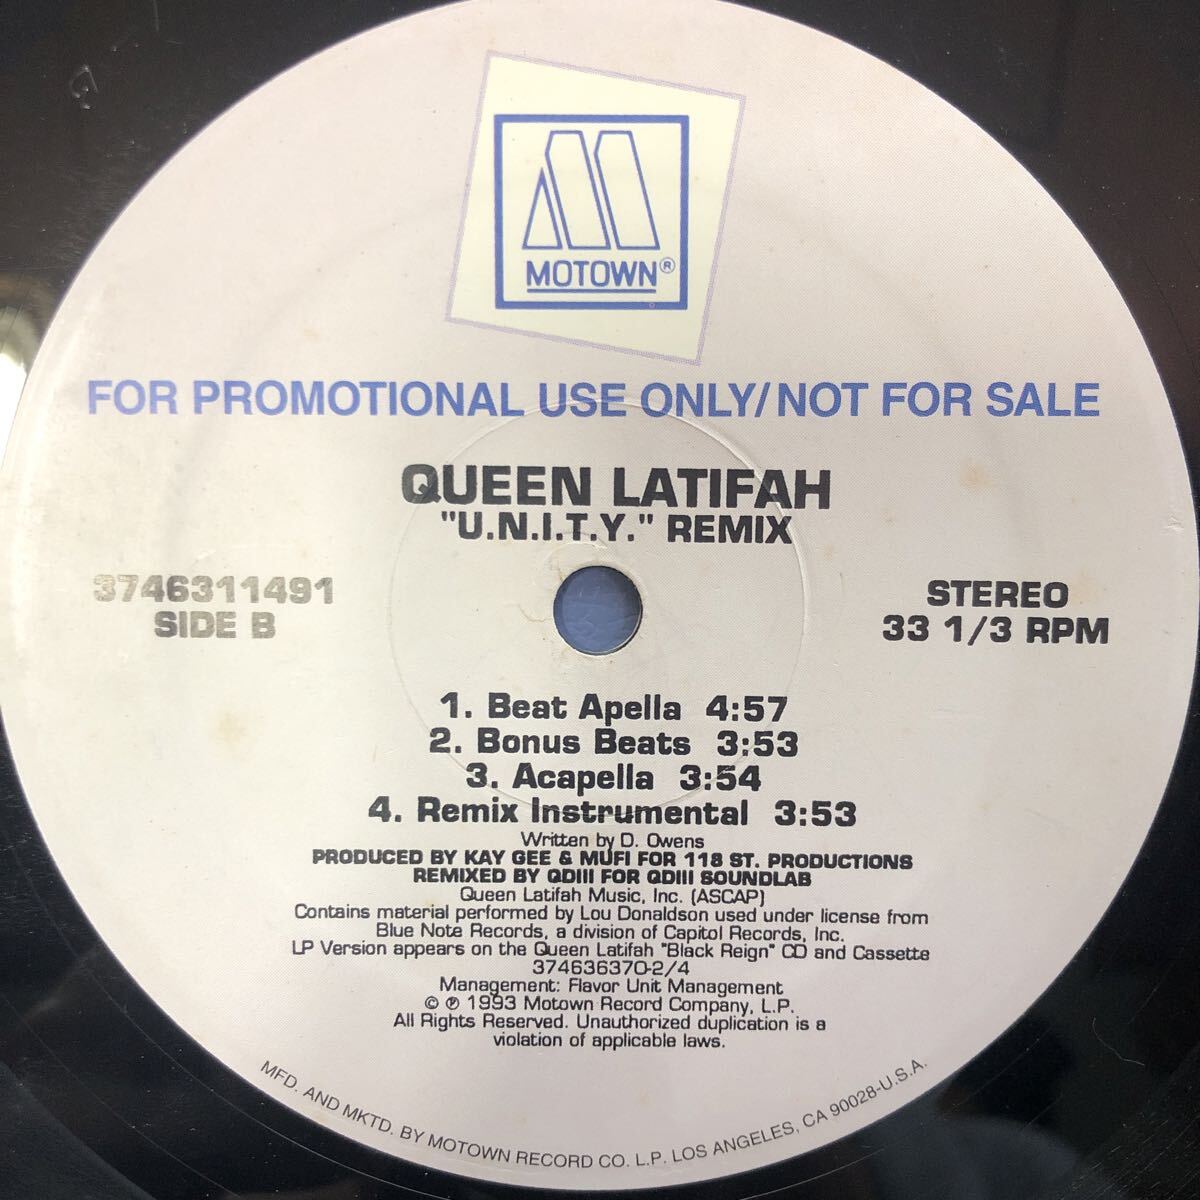 MOTOWN®
FOR PROMOTIONAL USE ONLY/NOT FOR SALE
QUEEN LATIFAH
"U.N.I.T.Y." REMIX
3746311491
SIDE B
STEREO
33 1/3 RPM
1. Beat Apella 4:57
2. Bonus Beats 3:53
3. Acapella 3:54
4. Remix Instrumental 3:53
Written by D. Owens
PRODUCED BY KAY GEE & MUFI FOR 118 ST. PRODUCTIONS
REMIXED BY QDIII FOR QDIII SOUNDLAB
Queen Latifah Music, Inc. (ASCAP)
Contains material performed by Lou Donaldson used under license from
Blue Note Records, a division of Capitol Records, Inc.
LP Version appears on the Queen Latifah "Black Reign" CD and Cassette
374636370-2/4
Management: Flavor Unit Management
© ℗ 1993 Motown Record Company, L.P.
All Rights Reserved. Unauthorized duplication is a
violation of applicable laws.
MFD. AND MKTD. BY MOTOWN RECORD CO. L.P. LOS ANGELES, CA 90028-U.S.A.